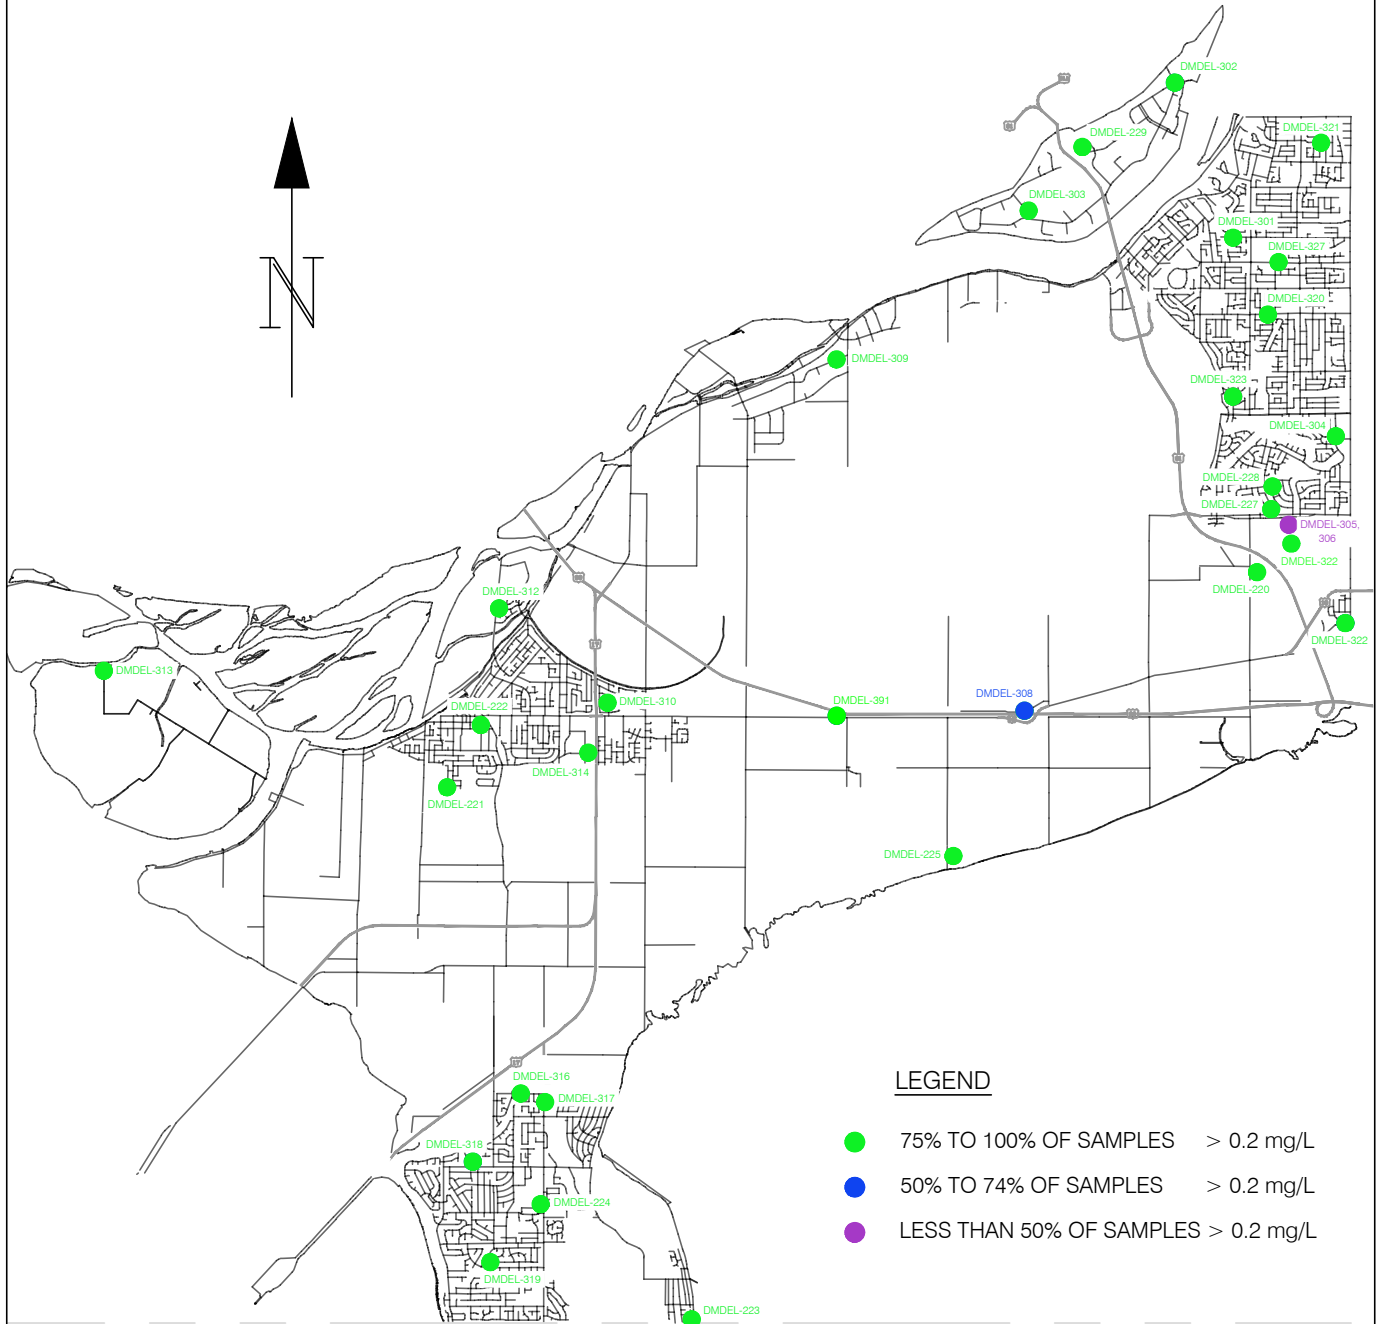 DMDEL-302
DMDEL-321
DMDEL-229
DMDEL-303
DMDEL-301
DMDEL-327
DMDEL-320
DMDEL-309
DMDEL-323
DMDEL-304
DMDEL-228
DMDEL-227
DMDEL-305,
306
DMDEL-322
DMDEL-220
DMDEL-312
DMDEL-322
DMDEL-313
DMDEL-310
DMDEL-391
DMDEL-308
DMDEL-222
DMDEL-314
DMDEL-221
DMDEL-225
N
DMDEL-316
DMDEL-317
DMDEL-318
DMDEL-224
DMDEL-319
DMDEL-223
LEGEND
75% TO 100% OF SAMPLES > 0.2 mg/L
50% TO 74% OF SAMPLES > 0.2 mg/L
LESS THAN 50% OF SAMPLES > 0.2 mg/L